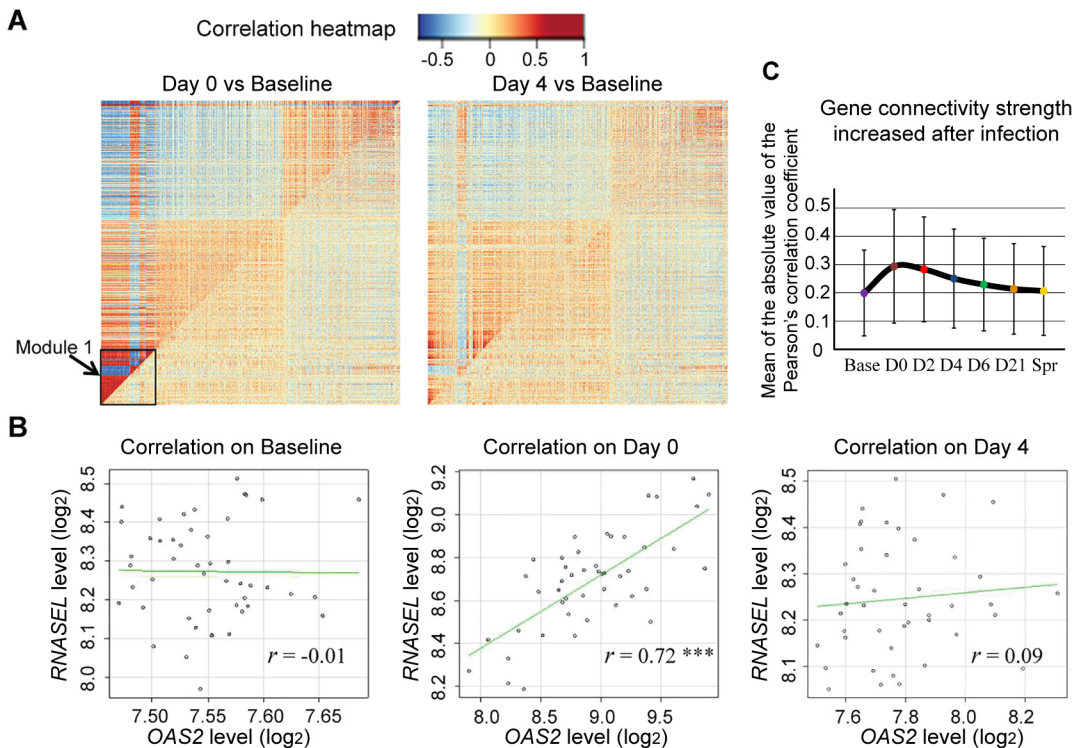 A
Correlation heatmap
-0.5 0 0.5 1
Day 0 vs Baseline
Day 4 vs Baseline
Module 1
C
Gene connectivity strength
increased after infection
Mean of the absolute value of the
Pearson's correlation coefficient
0.5
0.4
0.3
0.2
0.1
0
Base D0 D2 D4 D6 D21 Spr
B
Correlation on Baseline
RNASEL level (log2)
8.5
8.4
8.3
8.2
8.1
8.0
r = -0.01
7.50 7.55 7.60 7.65
OAS2 level (log2)
Correlation on Day 0
RNASEL level (log2)
9.2
9.0
8.8
8.6
8.4
8.2
r = 0.72 ***
8.0 8.5 9.0 9.5
OAS2 level (log2)
Correlation on Day 4
RNASEL level (log2)
8.5
8.4
8.3
8.2
8.1
r = 0.09
7.6 7.8 8.0 8.2
OAS2 level (log2)